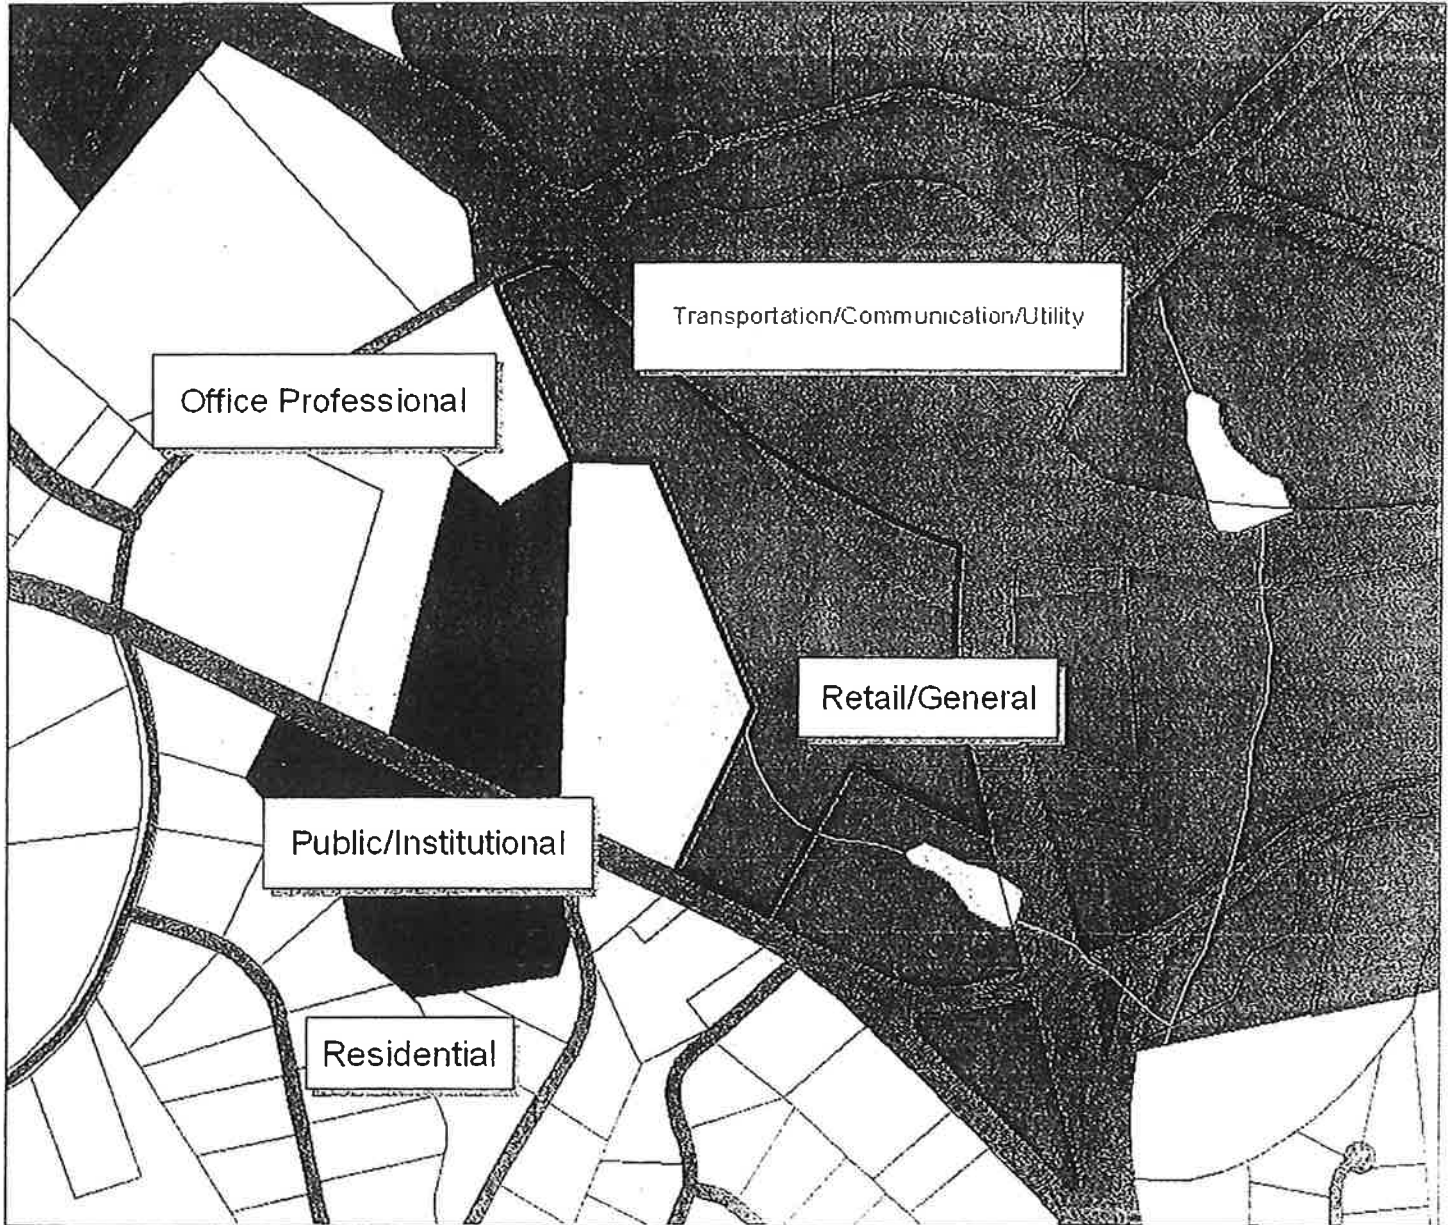 Transportation/Communication/Utility
Office Professional
Retail/General
Public/Institutional
Residential